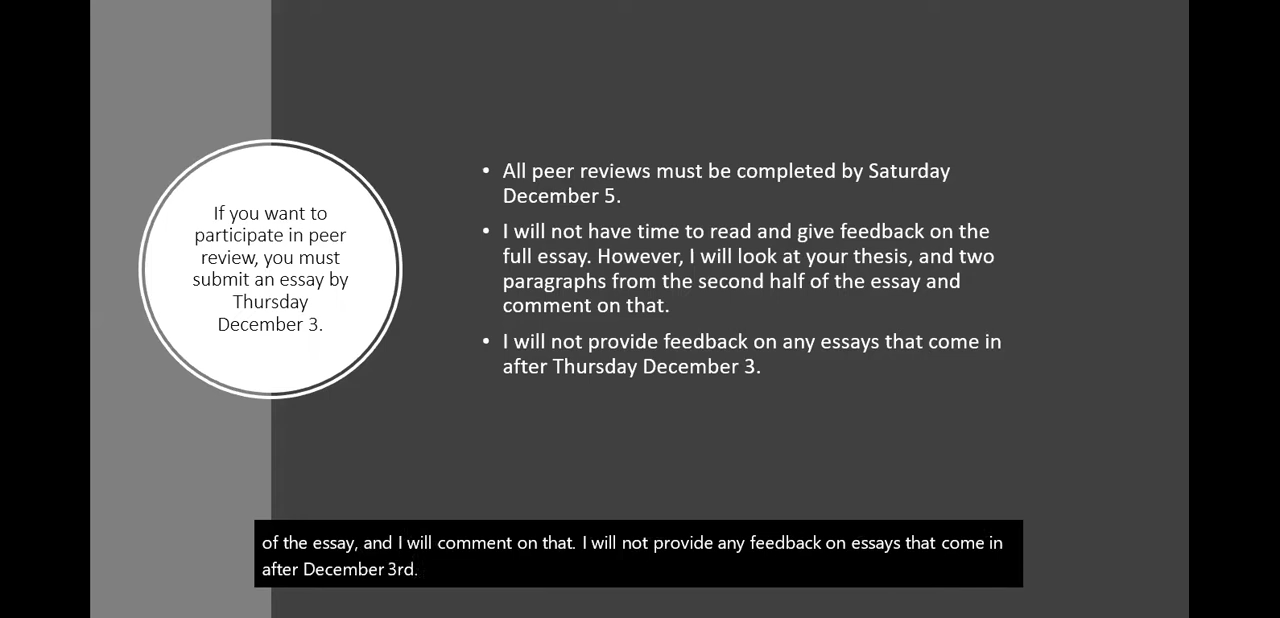 If you want to
participate in peer
review, you must
submit an essay by
Thursday
December 3.
• All peer reviews must be completed by Saturday
December 5.
• I will not have time to read and give feedback on the
full essay. However, I will look at your thesis, and two
paragraphs from the second half of the essay and
comment on that.
• I will not provide feedback on any essays that come in
after Thursday December 3.
of the essay, and I will comment on that. I will not provide any feedback on essays that come in
after December 3rd.